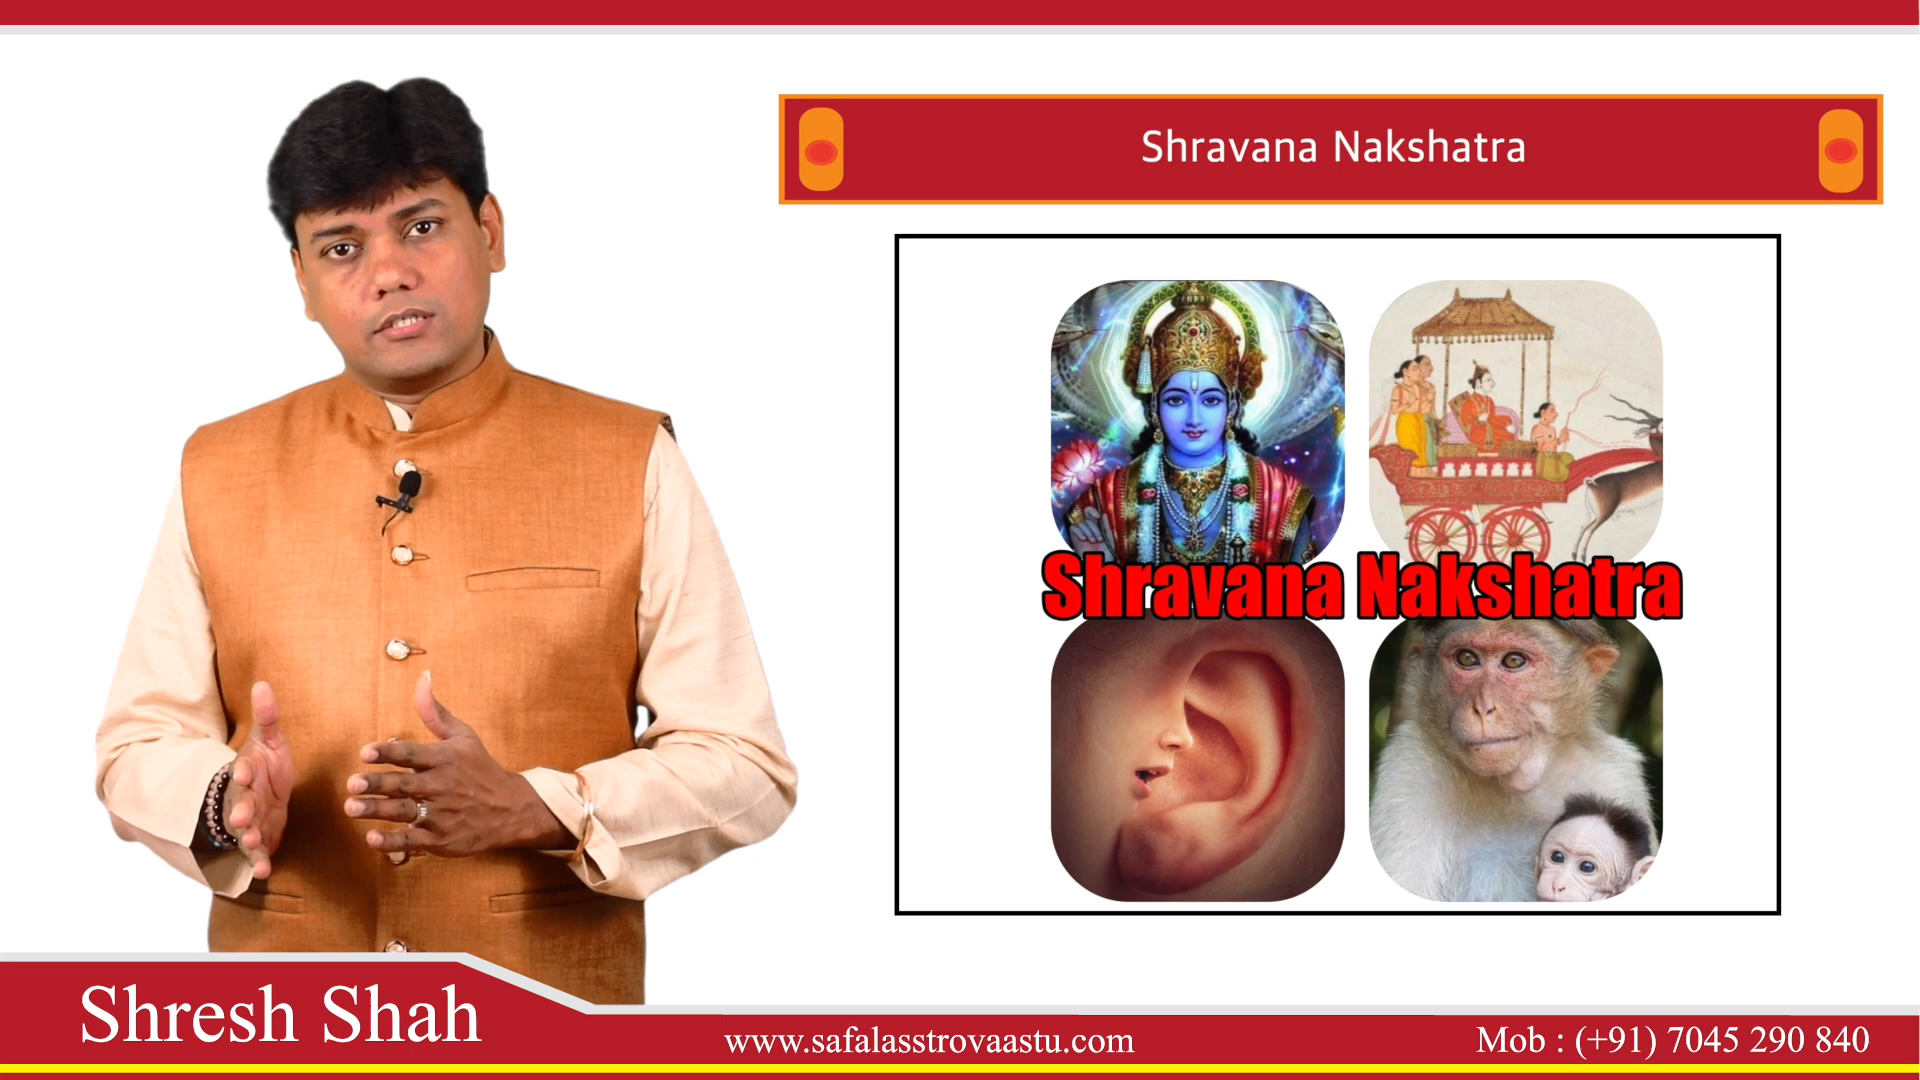 Shravana Nakshatra
Shravana Nakshatra
Shresh Shah
www.safalasstrovaastu.com
Mob : (+91) 7045 290 840